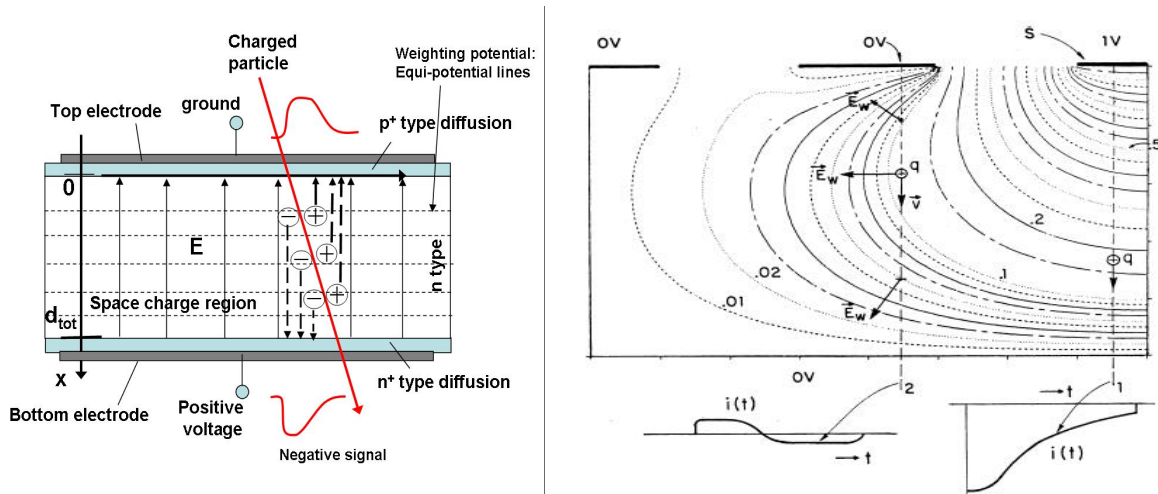 Charged
particle
Weighting potential:
Equi-potential lines
ground
Top electrode
p+ type diffusion
0
E
n type
Space charge region
dtot
x
n+ type diffusion
Bottom electrode
Positive
voltage
Negative signal
0V
0V
S
1V
Ew
Ew
q
v
.5
.2
q
.1
.02
.01
Ew
0V
2
i(t)
t
t
1
i(t)